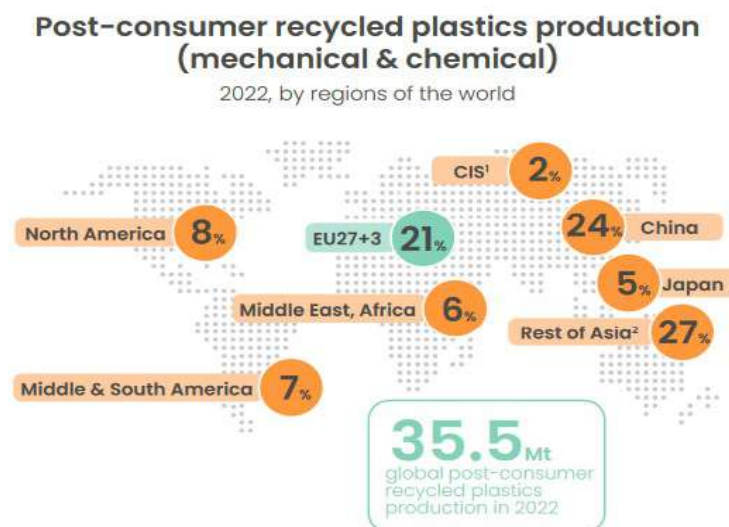 Post-consumer recycled plastics production
(mechanical & chemical)
2022, by regions of the world
CIS¹ 2%
North America 8%
EU27+3 21%
24% China
5% Japan
Middle East, Africa 6%
Rest of Asia² 27%
Middle & South America 7%
35.5 Mt
global post-consumer
recycled plastics
production in 2022